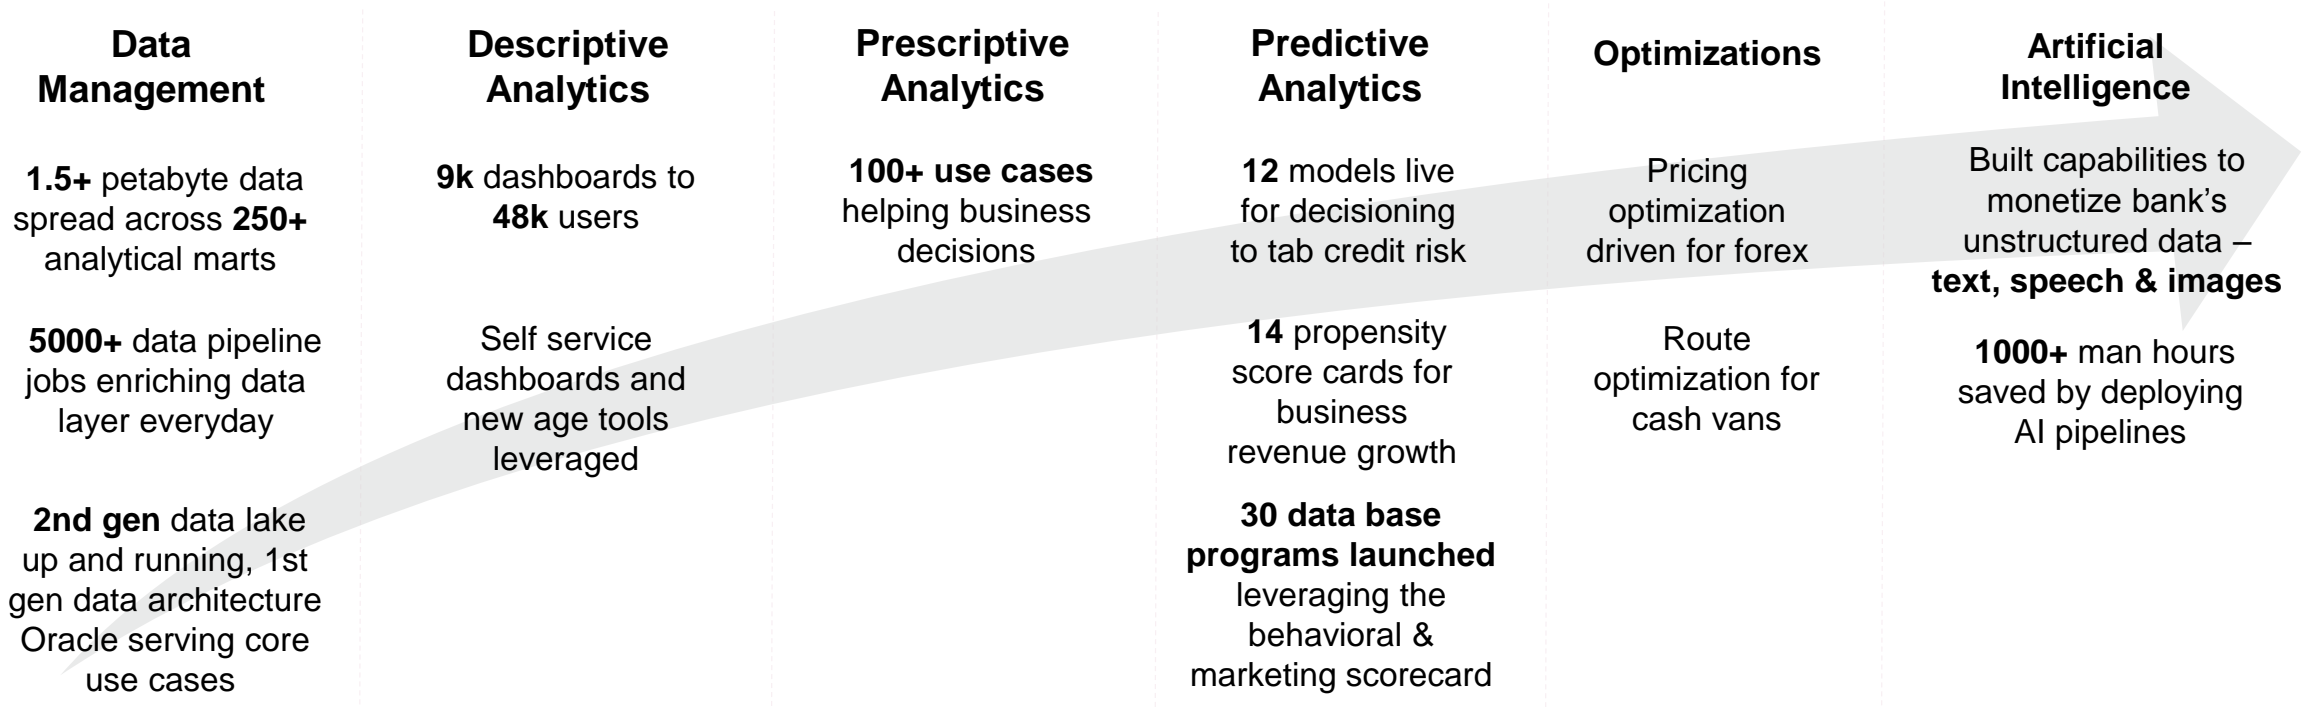 Data
Management
1.5+ petabyte data
spread across 250+
analytical marts
5000+ data pipeline
jobs enriching data
layer everyday
2nd gen data lake
up and running, 1st
gen data architecture
Oracle serving core
use cases
Descriptive
Analytics
9k dashboards to
48k users
Self service
dashboards and
new age tools
leveraged
Prescriptive
Analytics
100+ use cases
helping business
decisions
Predictive
Analytics
12 models live
for decisioning
to tab credit risk
14 propensity
score cards for
business
revenue growth
30 data base
programs launched
leveraging the
behavioral &
marketing scorecard
Optimizations
Pricing
optimization
driven for forex
Route
optimization for
cash vans
Artificial
Intelligence
Built capabilities to
monetize bank’s
unstructured data –
text, speech & images
1000+ man hours
saved by deploying
AI pipelines